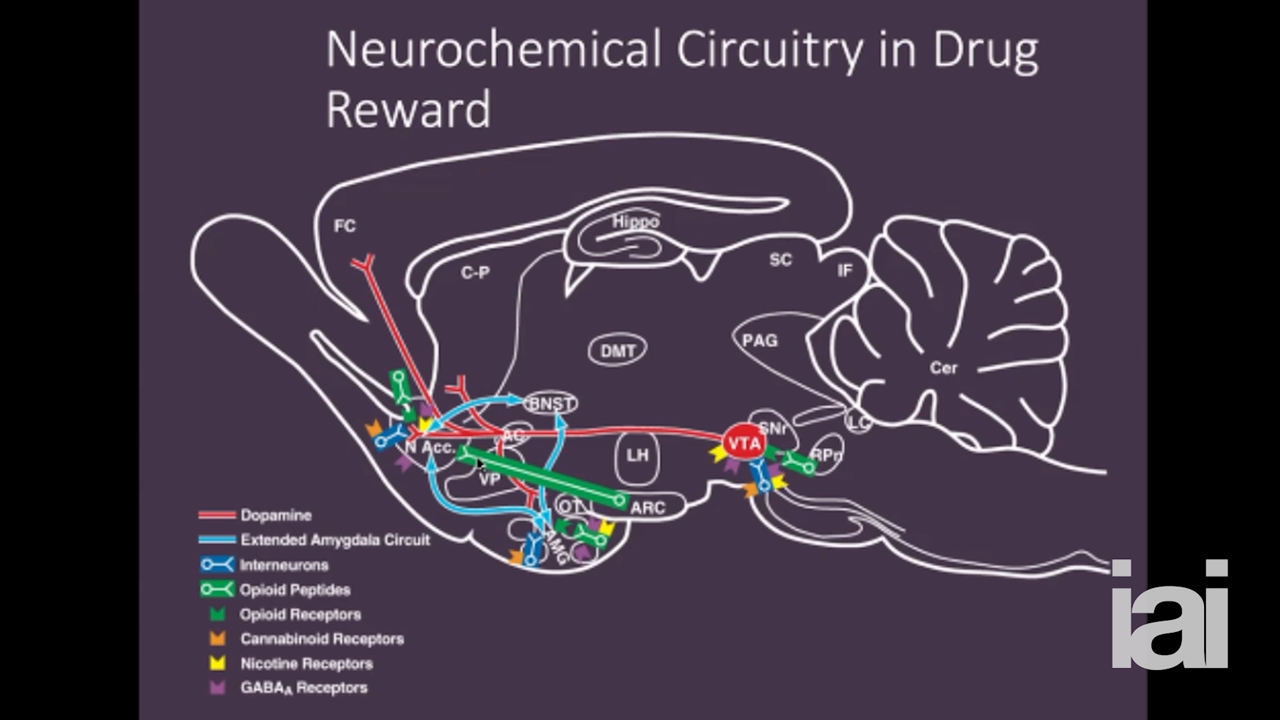 Neurochemical Circuitry in Drug
Reward
FC
Hippo
C-P
SC
IF
DMT
PAG
Cer
BNST
AC
N Acc.
VP
LH
VTA
SNr
LC
RPn
OT
ARC
AMG
Dopamine
Extended Amygdala Circuit
Interneurons
Opioid Peptides
Opioid Receptors
Cannabinoid Receptors
Nicotine Receptors
GABAA Receptors
iai